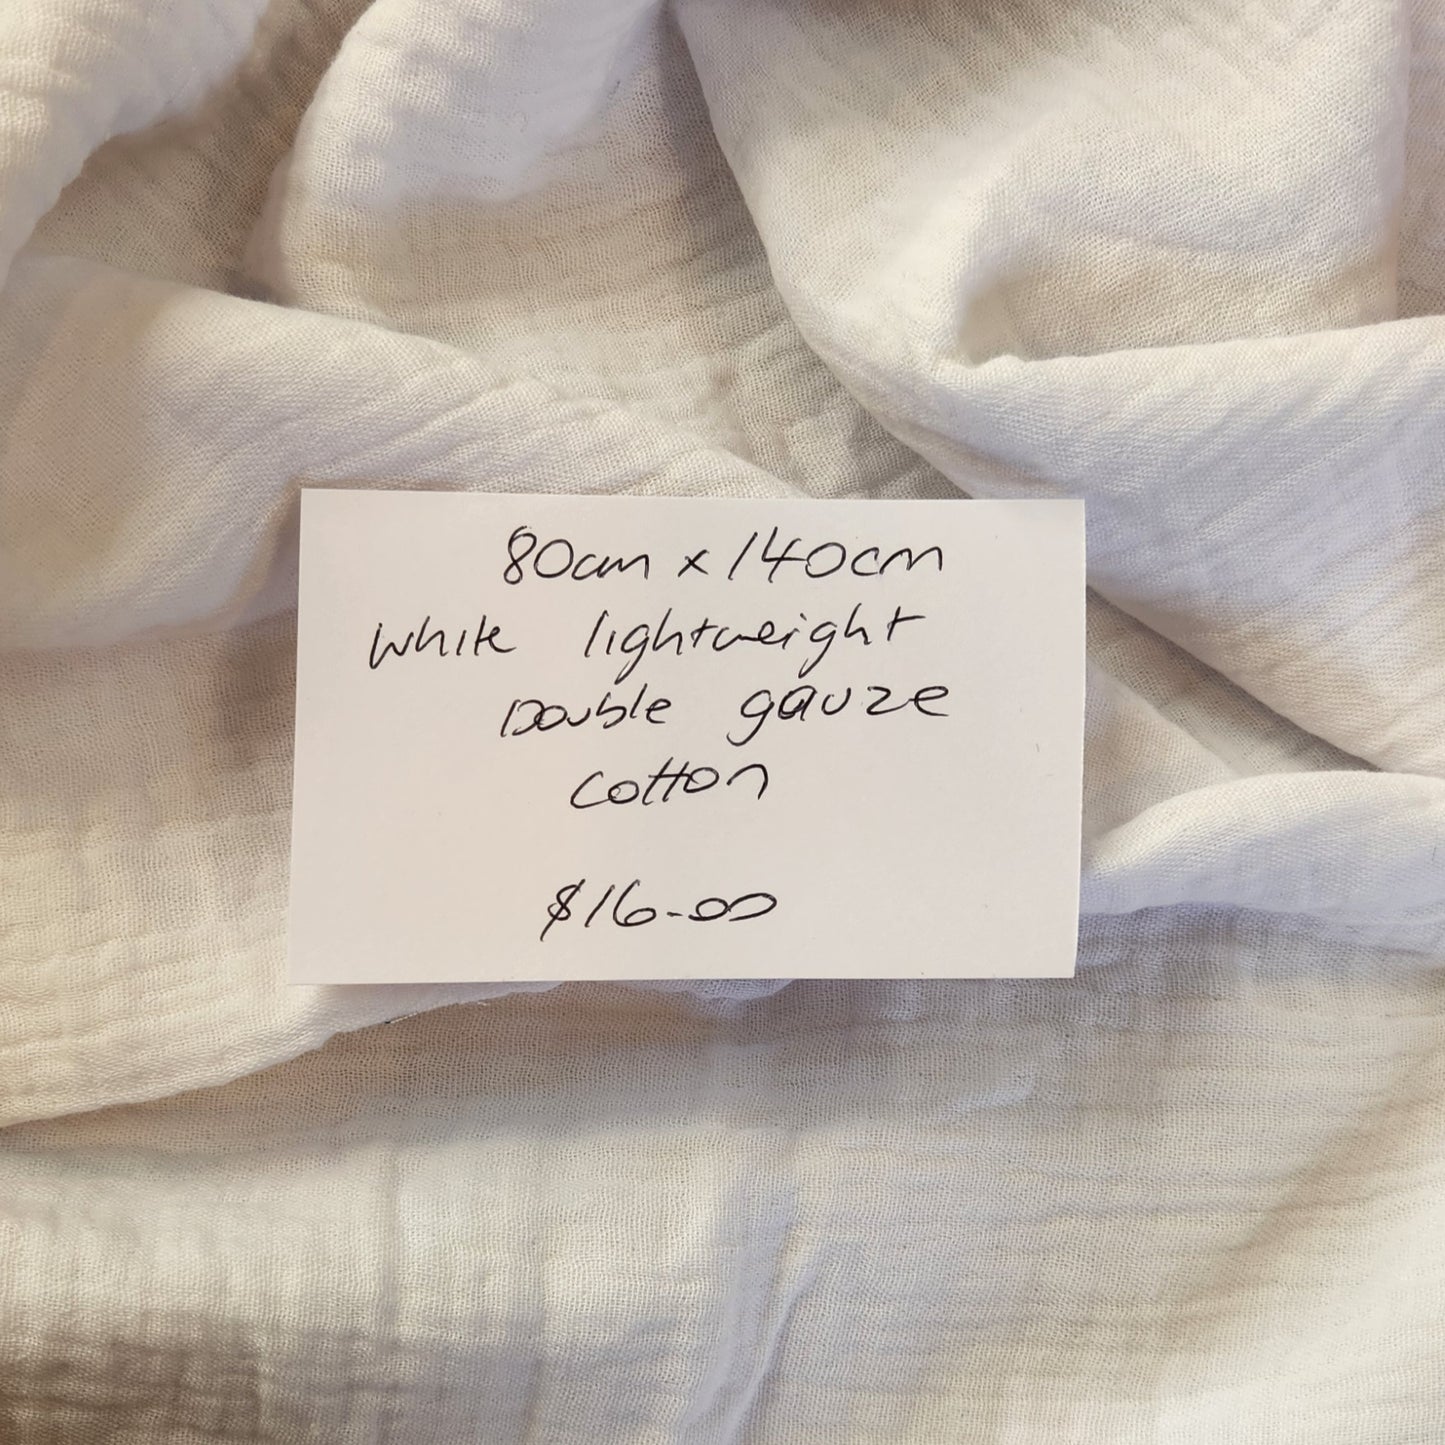 80cm x 140cm
White lightweight
Double gauze
cotton
$16-00